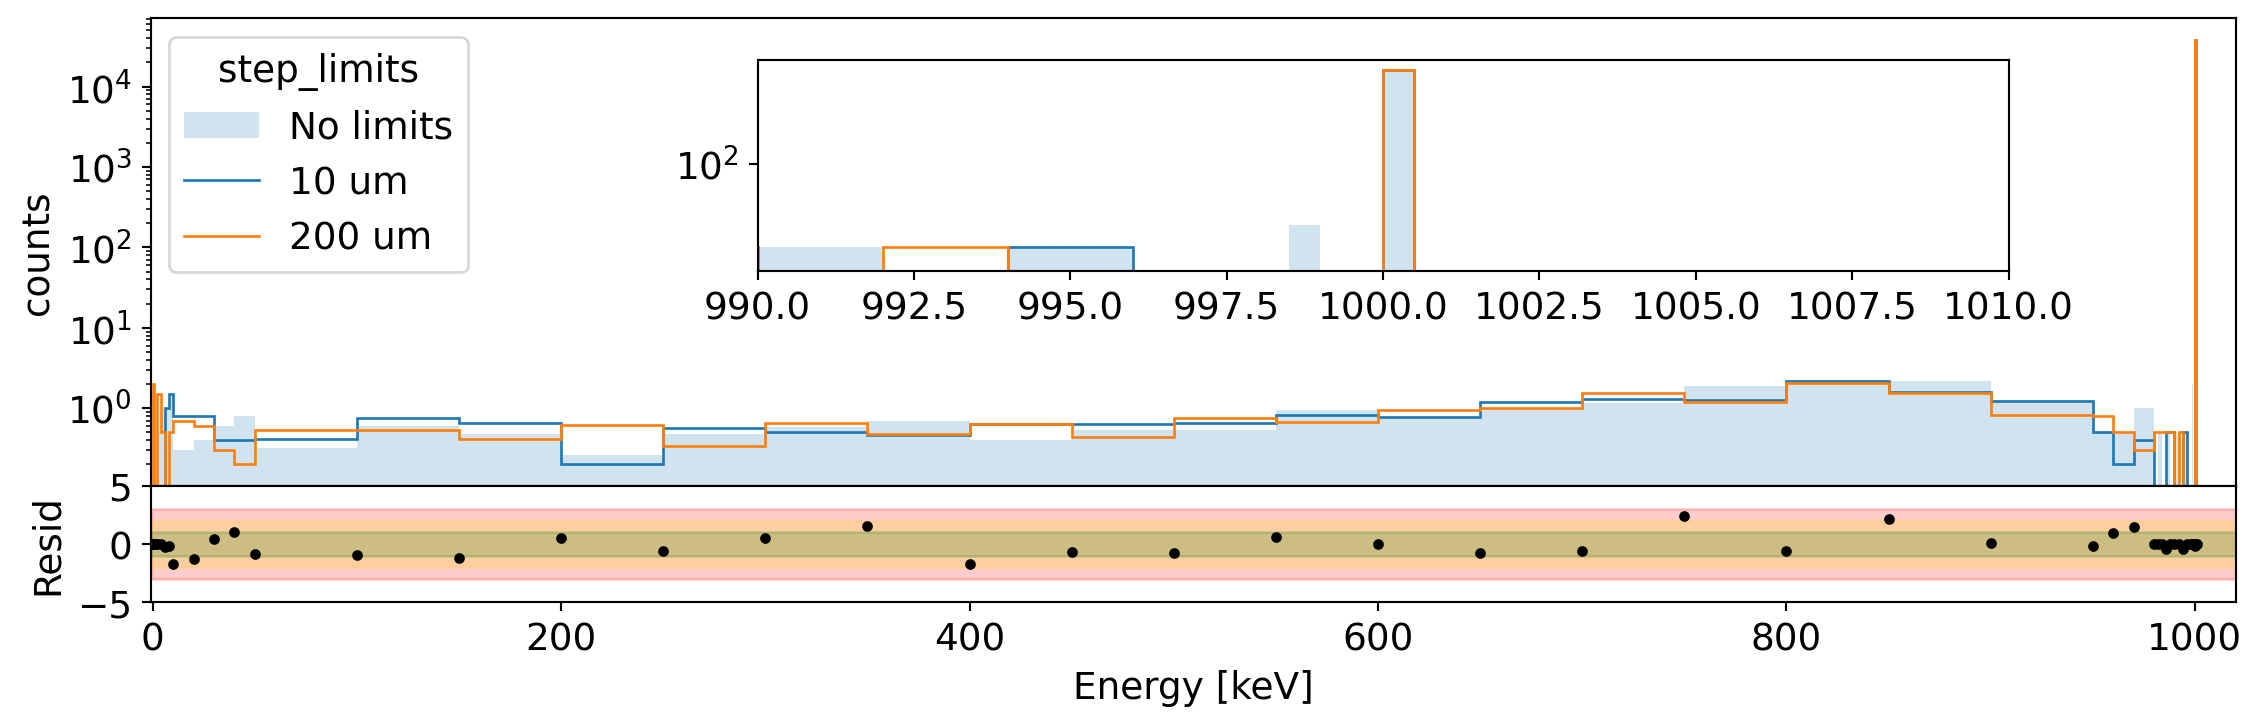 step_limits
No limits
10 um
200 um
10^4
10^3
10^2
10^1
10^0
counts
10^2
990.0 992.5 995.0 997.5 1000.0 1002.5 1005.0 1007.5 1010.0
5
0
−5
Resid
0 200 400 600 800 1000
Energy [keV]